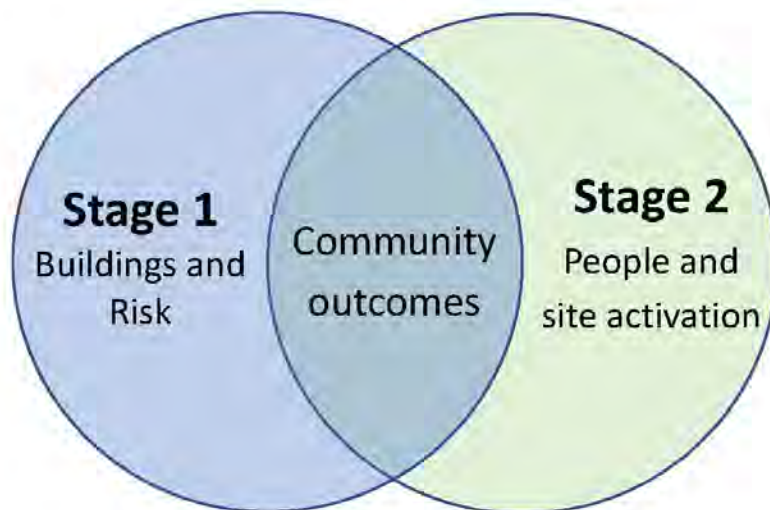 Stage 1
Buildings and
Risk
Community
outcomes
Stage 2
People and
site activation